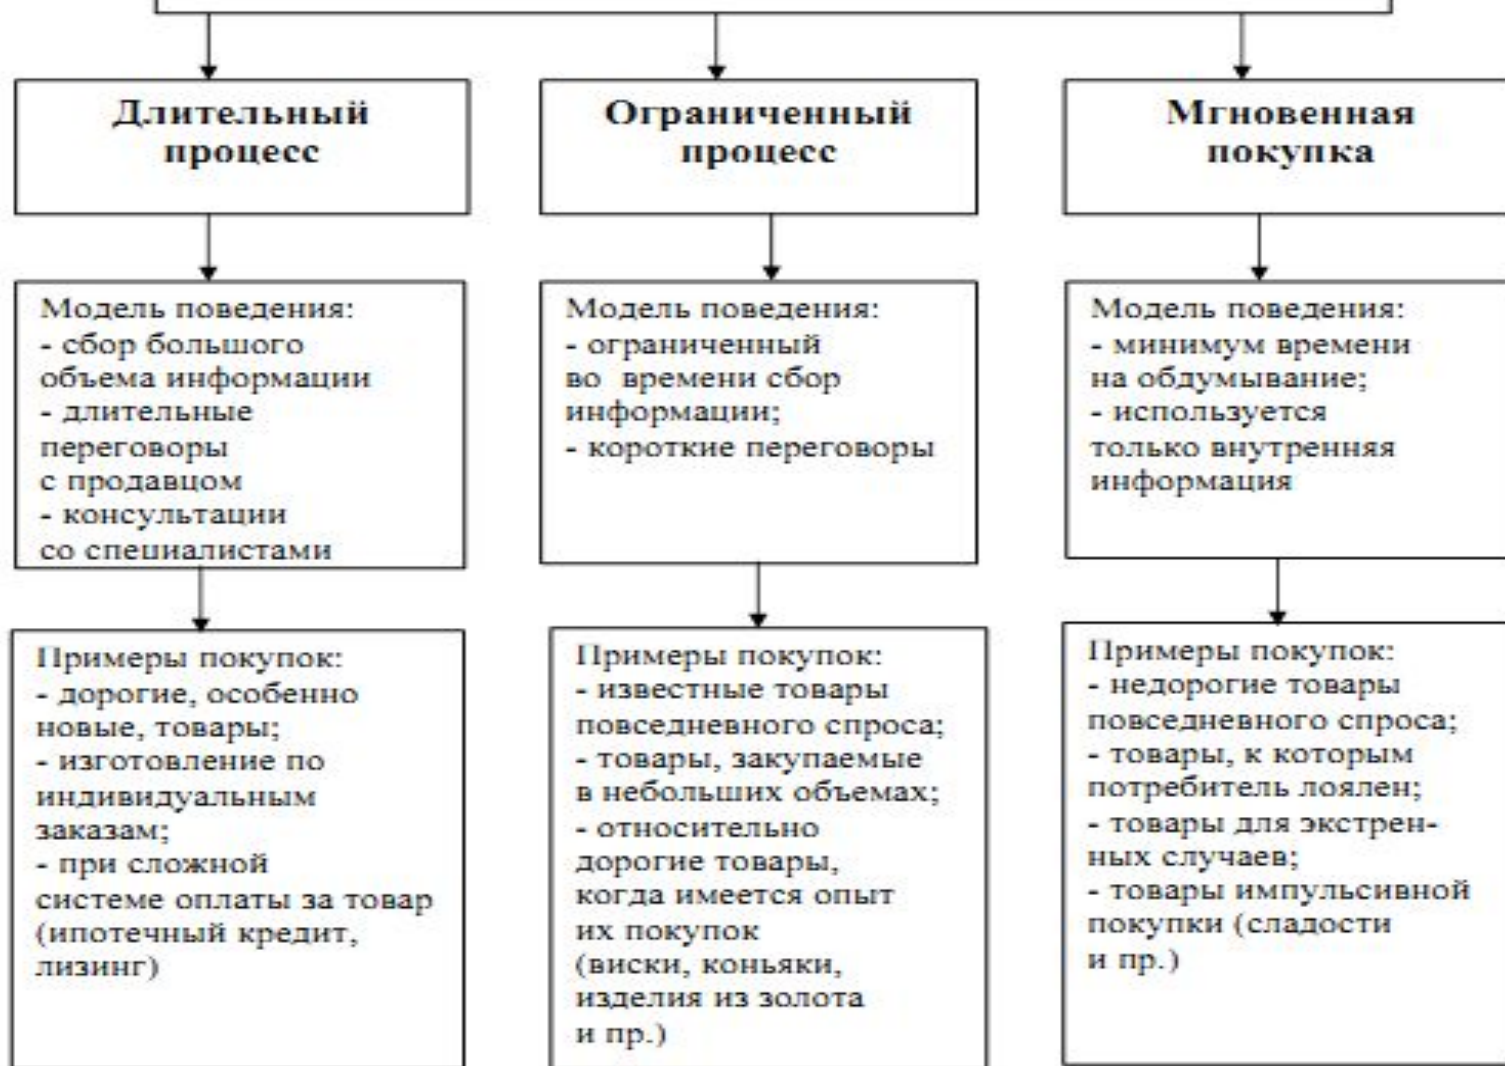 Длительный
процесс
Ограниченный
процесс
Мгновенная
покупка
Модель поведения:
- сбор большого
объема информации
- длительные
переговоры
с продавцом
- консультации
со специалистами
Модель поведения:
- ограниченный
во времени сбор
информации;
- короткие переговоры
Модель поведения:
- минимум времени
на обдумывание;
- используется
только внутренняя
информация
Примеры покупок:
- дорогие, особенно
новые, товары;
- изготовление по
индивидуальным
заказам;
- при сложной
системе оплаты за товар
(ипотечный кредит,
лизинг)
Примеры покупок:
- известные товары
повседневного спроса;
- товары, закупаемые
в небольших объемах;
- относительно
дорогие товары,
когда имеется опыт
их покупок
(виски, коньяки,
изделия из золота
и пр.)
Примеры покупок:
- недорогие товары
повседневного спроса;
- товары, к которым
потребитель лоялен;
- товары для экстрен-
ных случаев;
- товары импульсивной
покупки (сладости
и пр.)